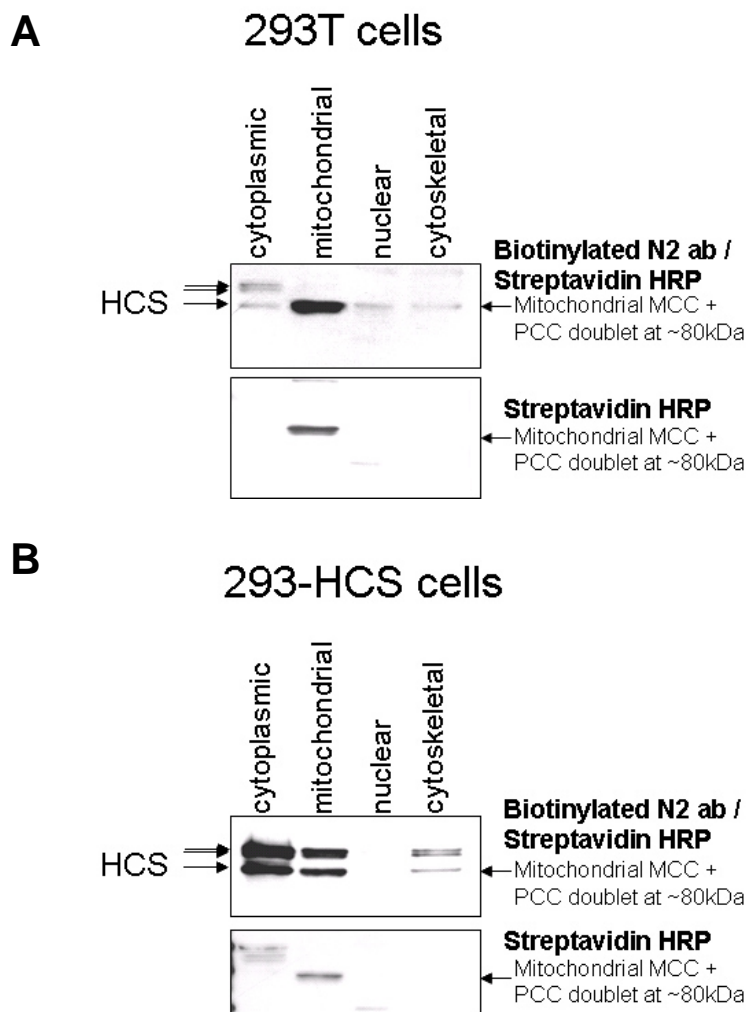 A
293T cells
cytoplasmic
mitochondrial
nuclear
cytoskeletal
HCS
Biotinylated N2 ab /
Streptavidin HRP
Mitochondrial MCC +
PCC doublet at ~80kDa
Streptavidin HRP
Mitochondrial MCC +
PCC doublet at ~80kDa
B
293-HCS cells
cytoplasmic
mitochondrial
nuclear
cytoskeletal
HCS
Biotinylated N2 ab /
Streptavidin HRP
Mitochondrial MCC +
PCC doublet at ~80kDa
Streptavidin HRP
Mitochondrial MCC +
PCC doublet at ~80kDa